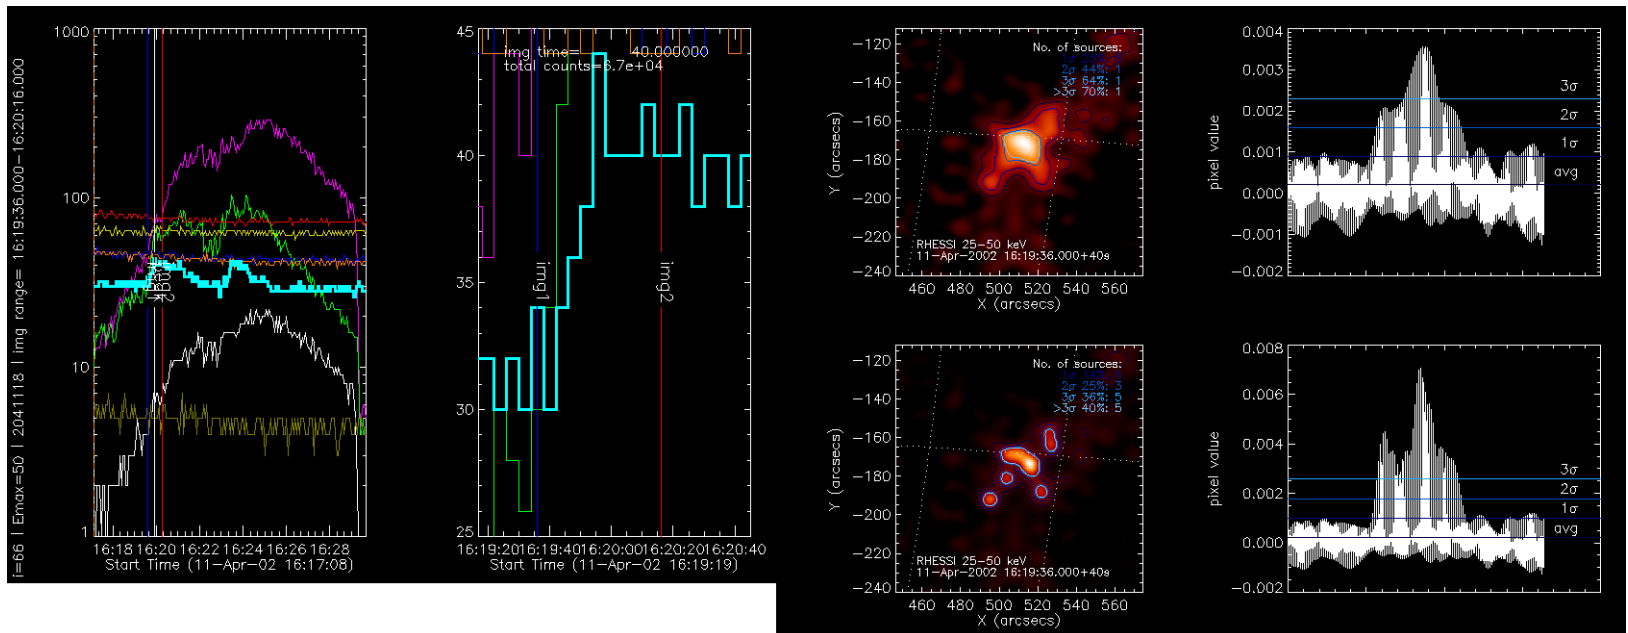 i=66 | Emax=50 | 2041118 | img range= 16:19:36.000-16:20:16.000
1000
100
10
1
img2
16:18 16:20 16:22 16:24 16:26 16:28
Start Time (11-Apr-02 16:17:08)
45
40
35
30
25
img time= 40.000000
total counts=6.7e+04
img1
img2
16:19:20 16:19:40 16:20:00 16:20:20 16:20:40
Start Time (11-Apr-02 16:19:19)
-120
-140
-160
-180
-200
-220
-240
Y (arcsecs)
No. of sources:
2σ 44%: 1
3σ 64%: 1
>3σ 70%: 1
RHESSI 25-50 keV
11-Apr-2002 16:19:36.000+40s
460 480 500 520 540 560
X (arcsecs)
0.004
0.003
0.002
0.001
0.000
-0.001
-0.002
pixel value
3σ
2σ
1σ
avg
-120
-140
-160
-180
-200
-220
-240
Y (arcsecs)
No. of sources:
2σ 25%: 3
3σ 36%: 5
>3σ 40%: 5
RHESSI 25-50 keV
11-Apr-2002 16:19:36.000+40s
460 480 500 520 540 560
X (arcsecs)
0.008
0.006
0.004
0.002
0.000
-0.002
pixel value
3σ
2σ
1σ
avg